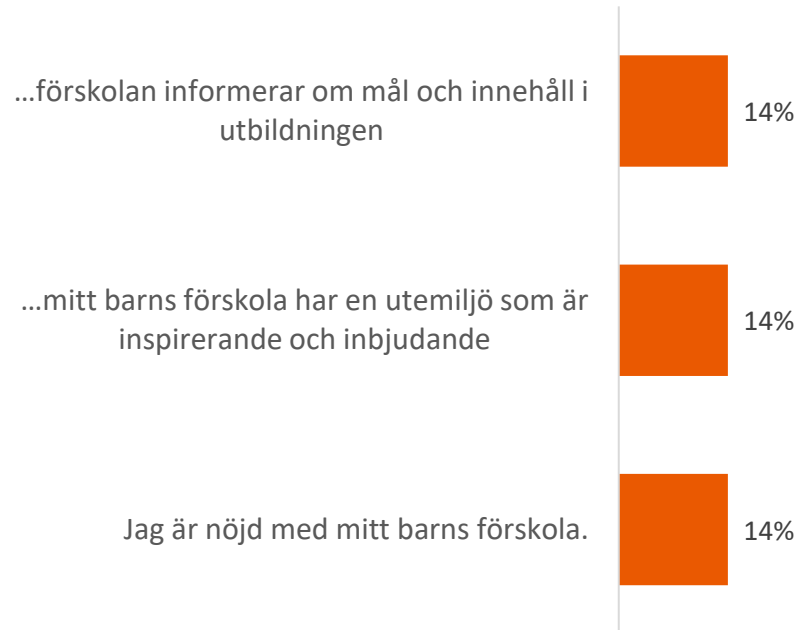 ...förskolan informerar om mål och innehåll i
utbildningen
14%
...mitt barns förskola har en utemiljö som är
inspirerande och inbjudande
14%
Jag är nöjd med mitt barns förskola.
14%